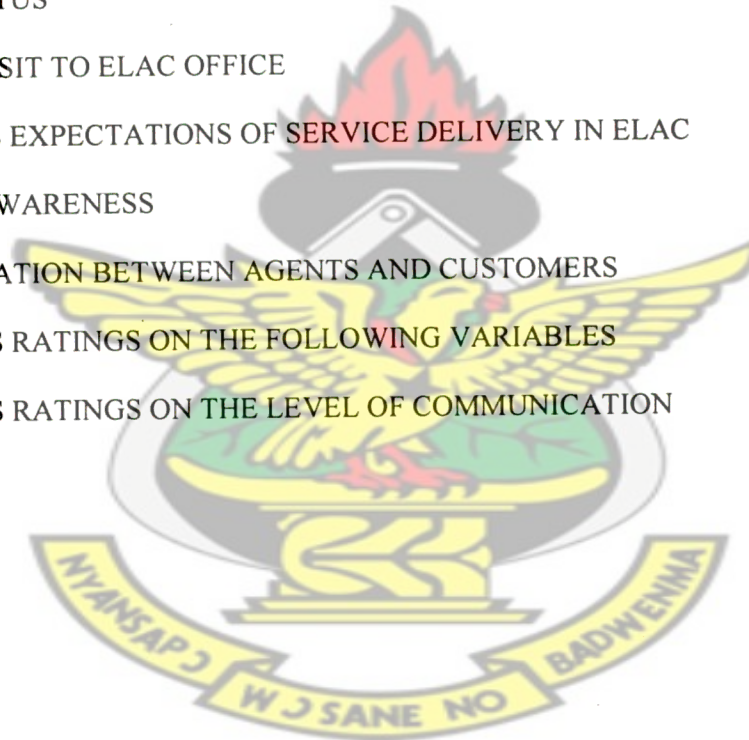 SIT TO ELAC OFFICE
EXPECTATIONS OF SERVICE DELIVERY IN ELAC
WARENESS
ATION BETWEEN AGENTS AND CUSTOMERS
S RATINGS ON THE FOLLOWING VARIABLES
S RATINGS ON THE LEVEL OF COMMUNICATION
NYANSAPƆ WƆSANE NO BADWENMA